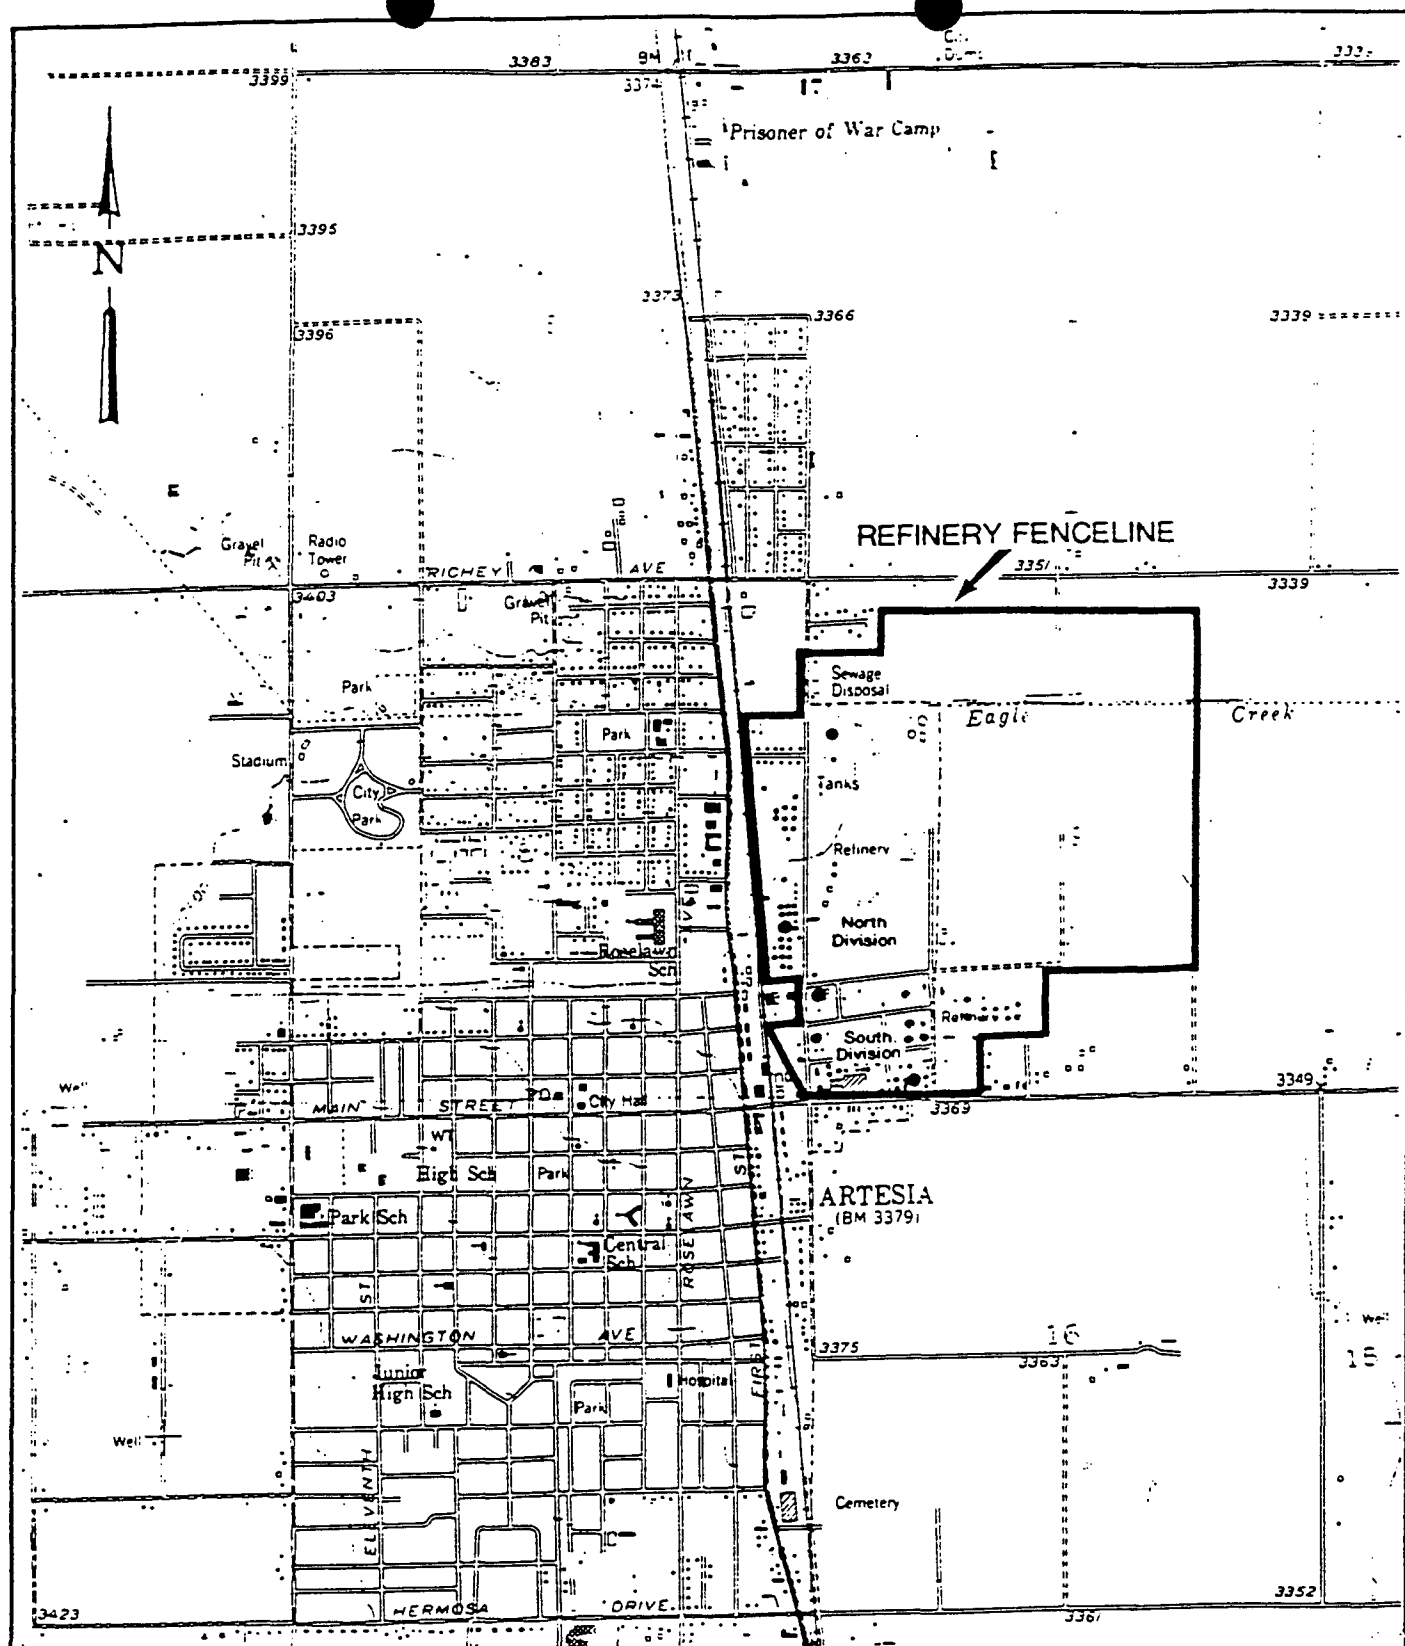 3383
BM
3363
3399
3374
Prisoner of War Camp
3395
N
3373
3366
3339
3396
REFINERY FENCELINE
Gravel
Pit
Radio
Tower
RICHEY AVE
3351
3339
3403
Gravel
Pit
Park
Sewage
Disposal
Eagle Creek
Park
Stadium
City
Park
Tanks
Refinery
North
Division
Roselawn
Sch
South
Division
Well
3349
MAIN STREET
City Hall
3369
WT
High Sch
Park
ARTESIA
(BM 3379)
Park Sch
Central
Sch
ROSELAWN
ST
ST
WASHINGTON AVE
3375
16
3363
Well
15
Junior
High Sch
Hospital
FIRST
Park
Well
ELEVENTH
Cemetery
3423
HERMOSA DRIVE
3352
3361